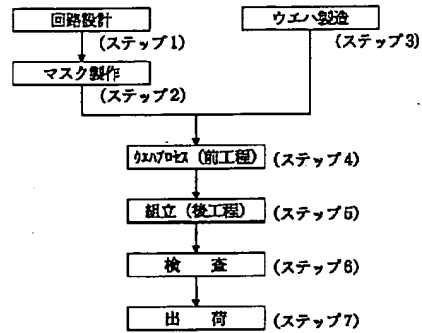 回路設計
(ステップ1)
ウエハ製造
(ステップ3)
マスク製作
(ステップ2)
ｳｴﾊﾌﾟﾛｾｽ (前工程)
(ステップ4)
組立 (後工程)
(ステップ5)
検　査
(ステップ6)
出　荷
(ステップ7)